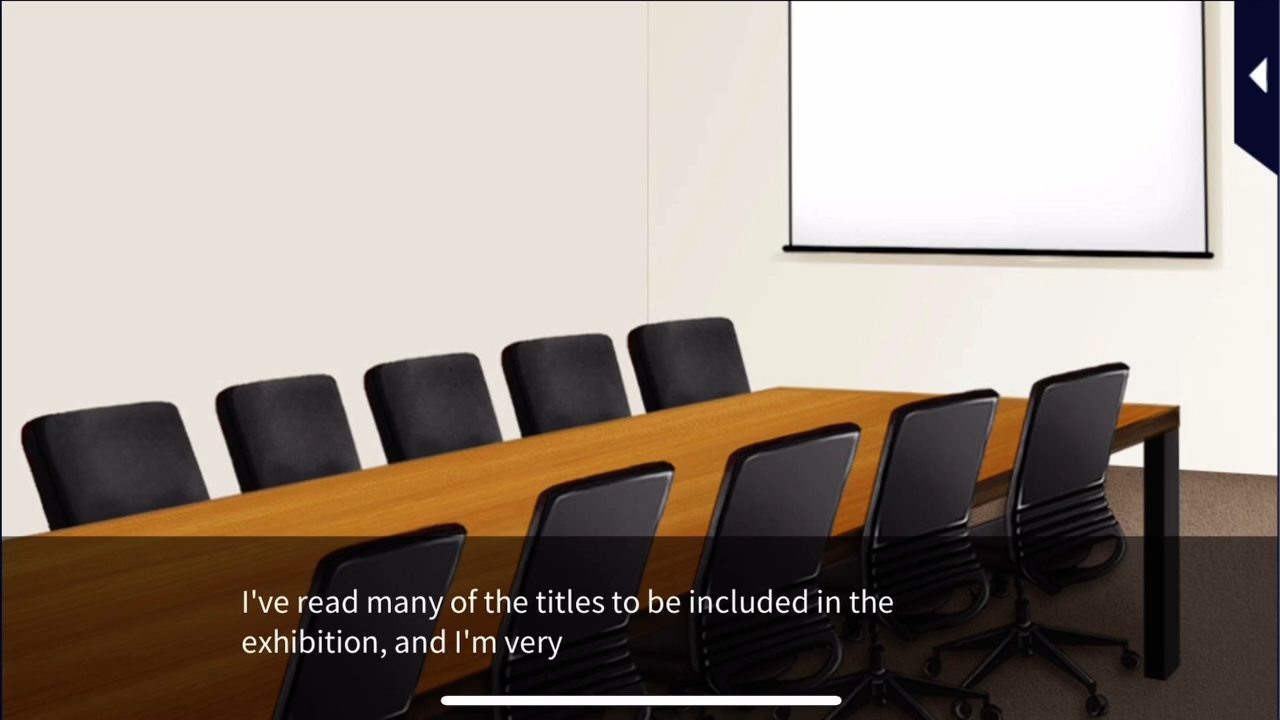 I've read many of the titles to be included in the
exhibition, and I'm very